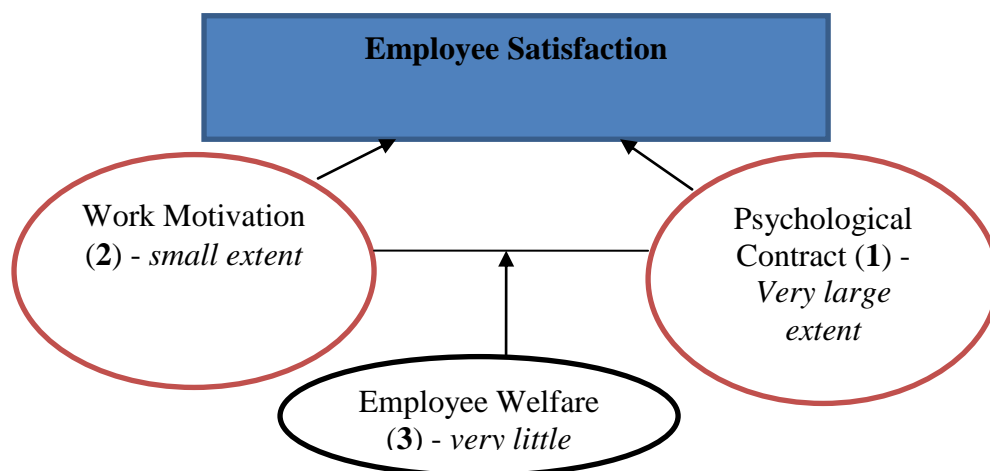 Employee Satisfaction
Work Motivation
(2) - small extent
Psychological
Contract (1) -
Very large
extent
Employee Welfare
(3) - very little